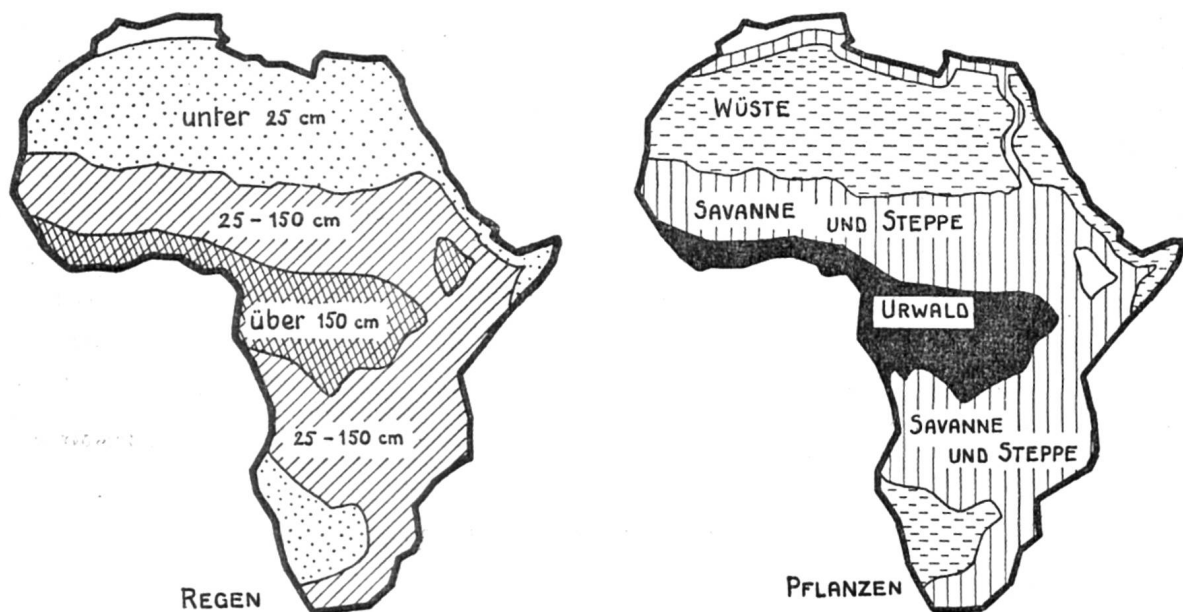 unter 25 cm
25 – 150 cm
über 150 cm
25 – 150 cm
REGEN
WÜSTE
SAVANNE
UND STEPPE
URWALD
SAVANNE
UND STEPPE
PFLANZEN